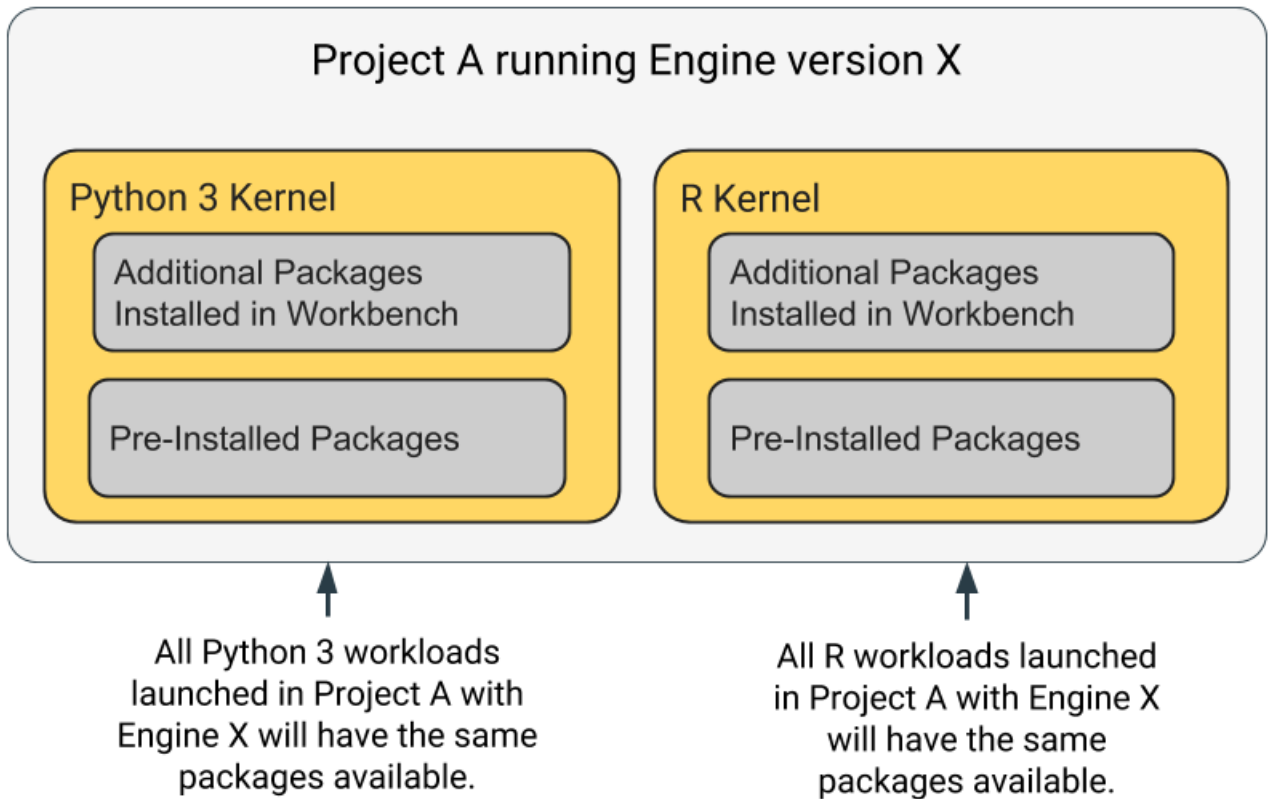 Project A running Engine version X
Python 3 Kernel
Additional Packages
Installed in Workbench
Pre-Installed Packages
R Kernel
Additional Packages
Installed in Workbench
Pre-Installed Packages
All Python 3 workloads
launched in Project A with
Engine X will have the same
packages available.
All R workloads launched
in Project A with Engine X
will have the same
packages available.